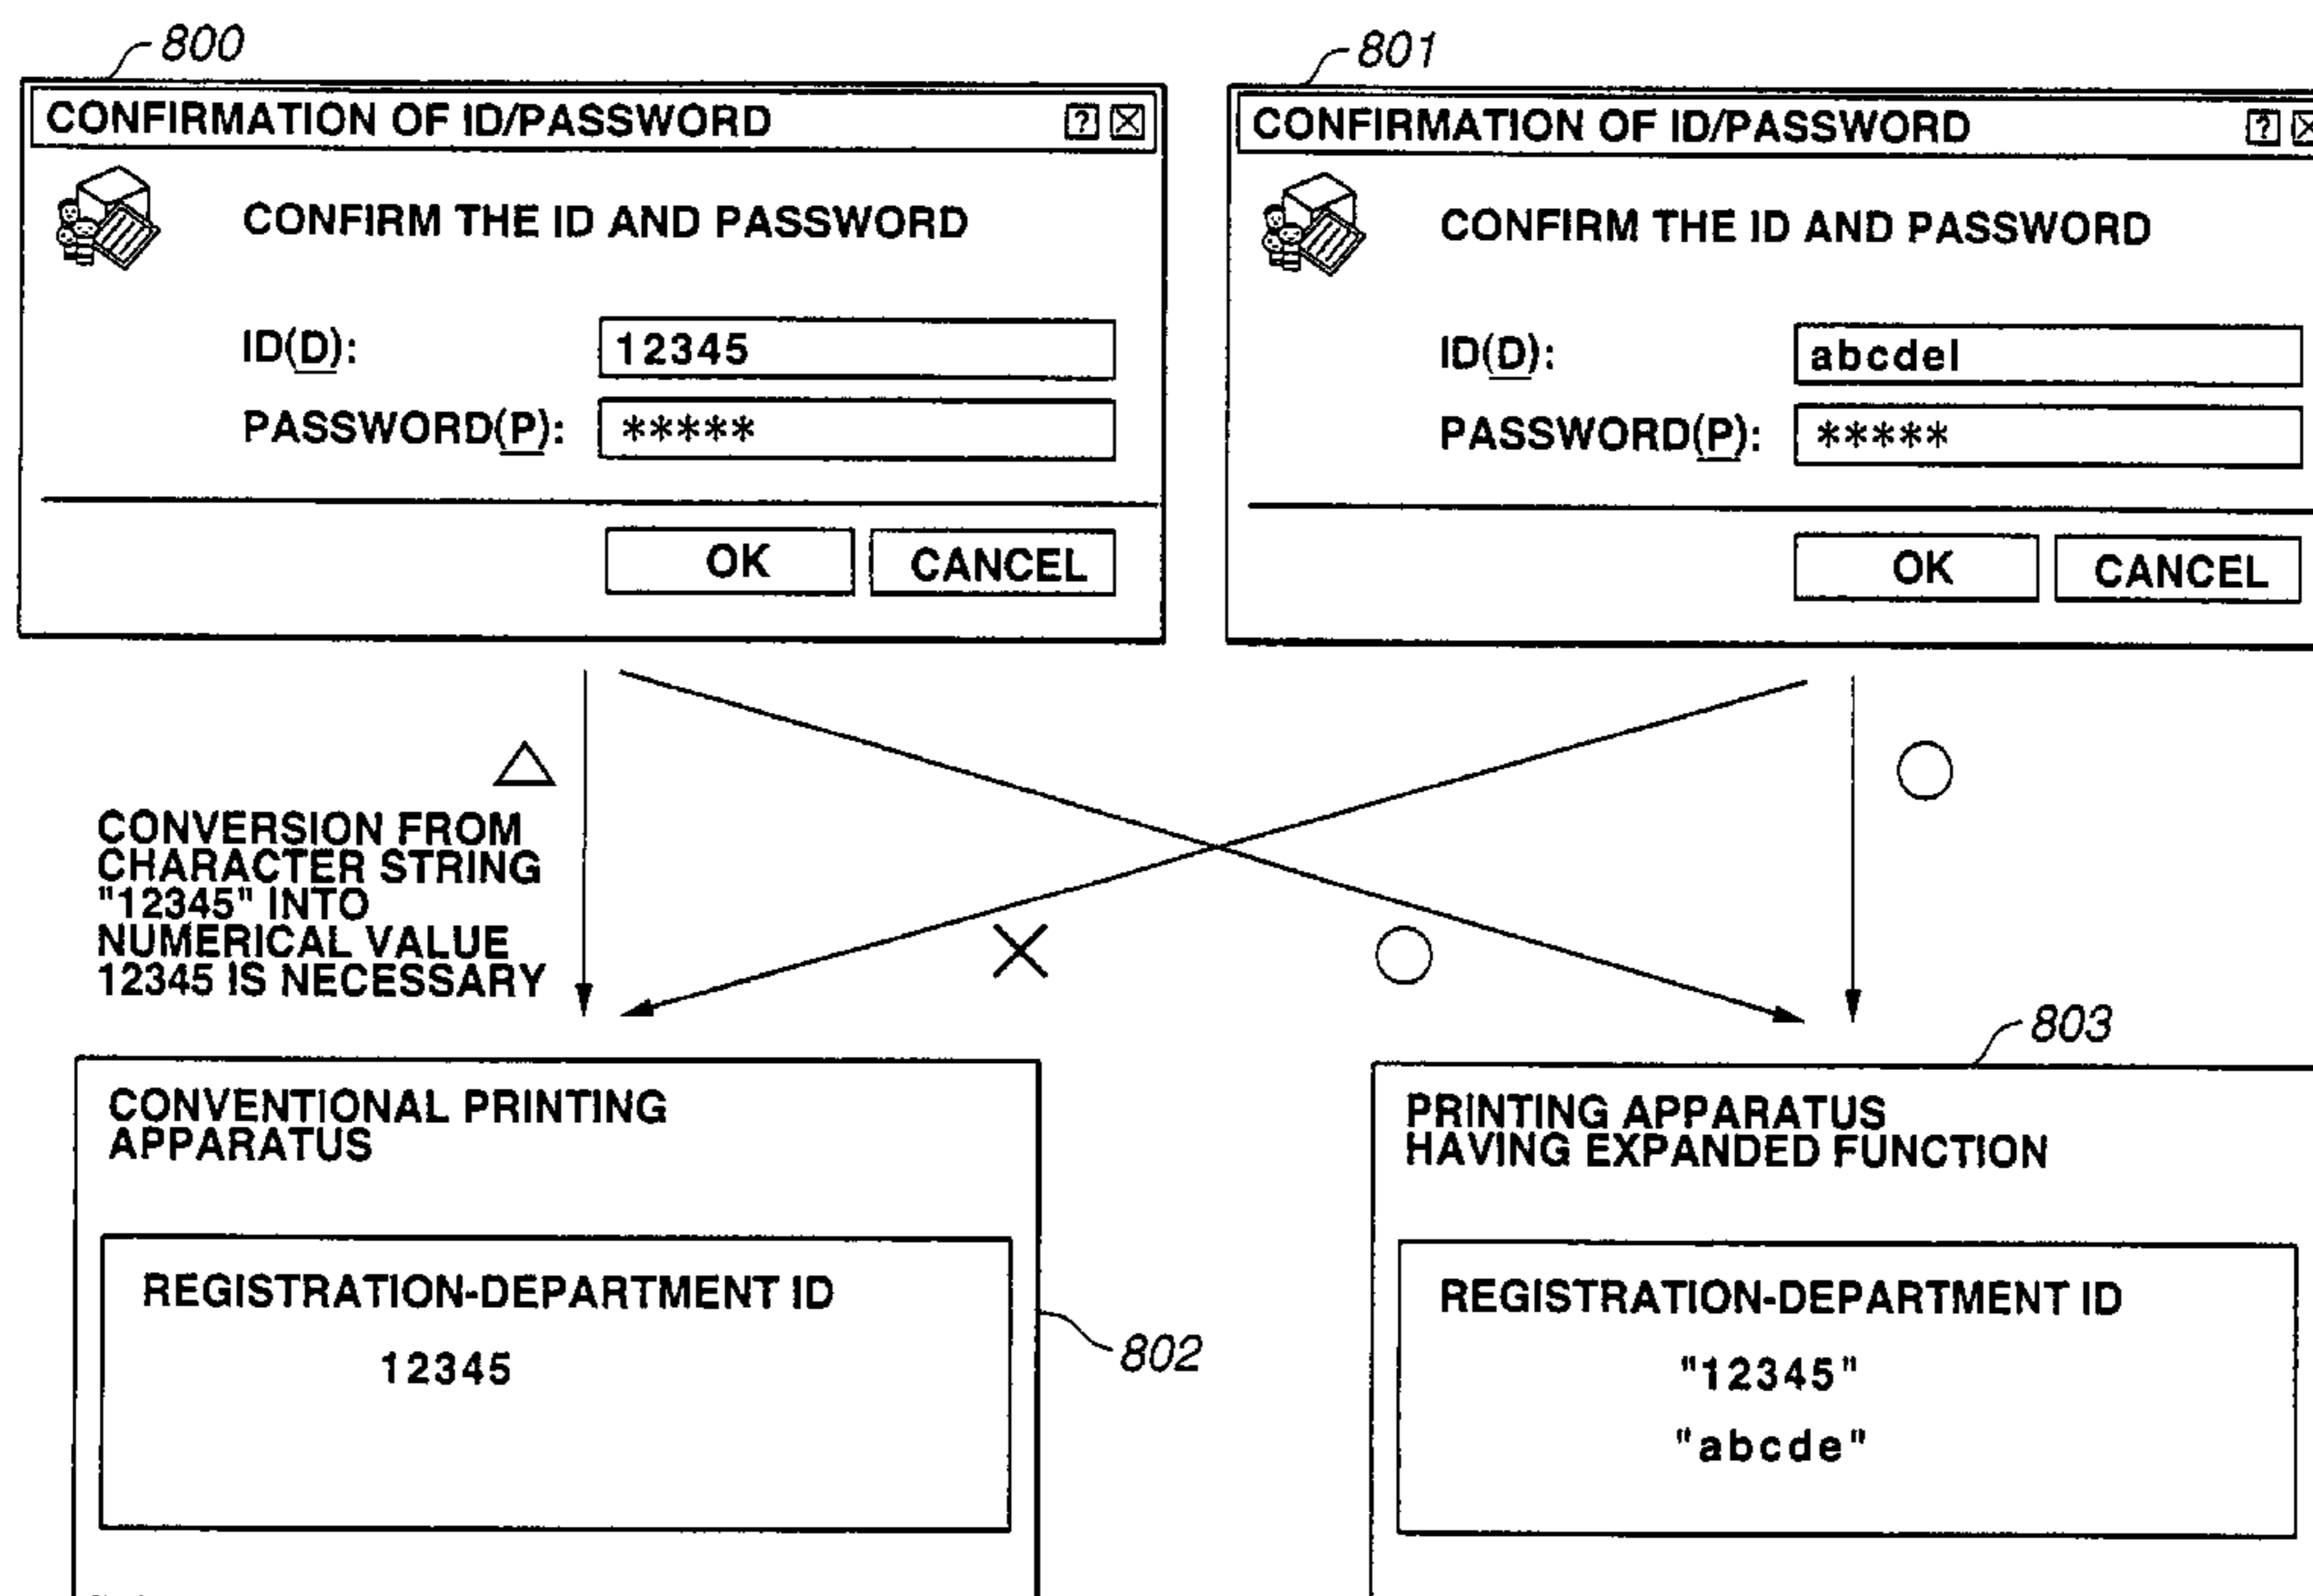 800
CONFIRMATION OF ID/PASSWORD ?
CONFIRM THE ID AND PASSWORD
ID(D): 12345
PASSWORD(P): *****
OK CANCEL
801
CONFIRMATION OF ID/PASSWORD ?
CONFIRM THE ID AND PASSWORD
ID(D): abcdel
PASSWORD(P): *****
OK CANCEL
CONVERSION FROM
CHARACTER STRING
"12345" INTO
NUMERICAL VALUE
12345 IS NECESSARY
CONVENTIONAL PRINTING
APPARATUS
REGISTRATION-DEPARTMENT ID
12345
802
803
PRINTING APPARATUS
HAVING EXPANDED FUNCTION
REGISTRATION-DEPARTMENT ID
"12345"
"abcde"